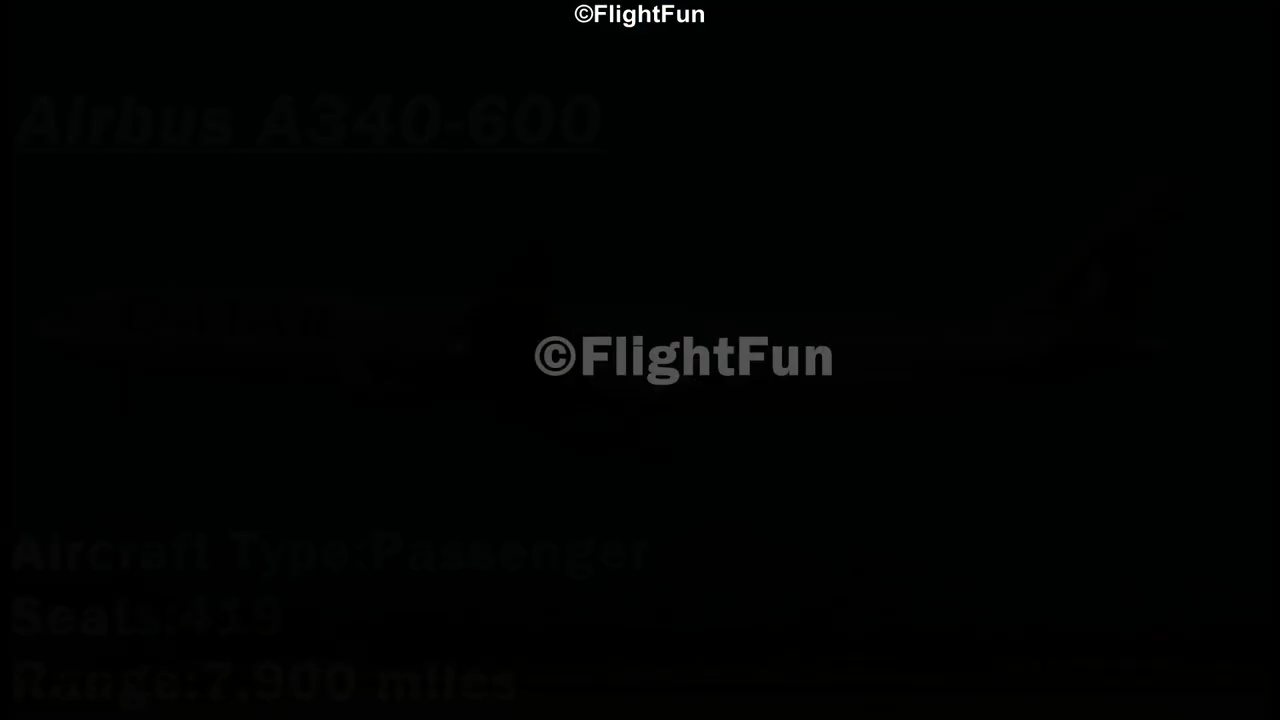 ©FlightFun
Airbus A340-600
©FlightFun
Aircraft Type:Passenger
Seats:419
Range:7,900 miles